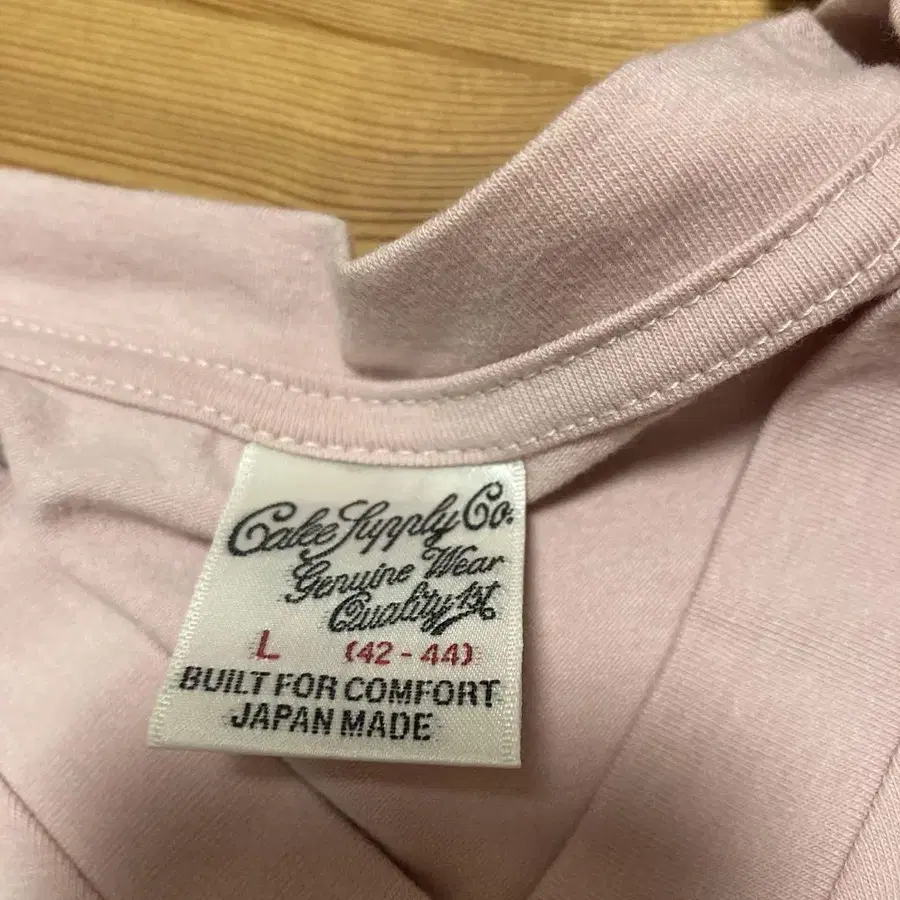 Calee Supply Co.
Genuine Wear
Quality 1st
L (42-44)
BUILT FOR COMFORT
JAPAN MADE